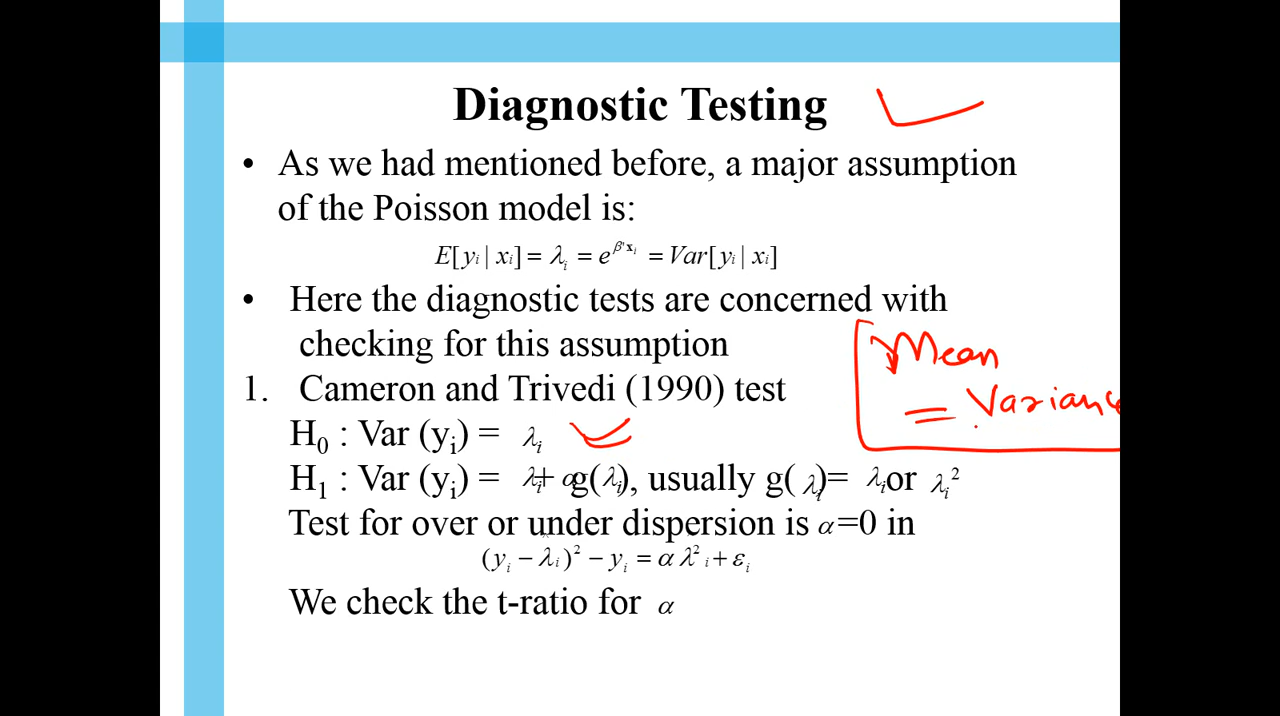 Diagnostic Testing
• As we had mentioned before, a major assumption
of the Poisson model is:
E[yᵢ | xᵢ] = λᵢ = e^{β'xᵢ} = Var[yᵢ | xᵢ]
• Here the diagnostic tests are concerned with
checking for this assumption
Mean
= Variance
1. Cameron and Trivedi (1990) test
H₀ : Var (yᵢ) = λᵢ
H₁ : Var (yᵢ) = λᵢ+ αg(λᵢ), usually g( λᵢ)= λᵢ or λᵢ²
Test for over or under dispersion is α=0 in
(yᵢ − λᵢ)² − yᵢ = α λ²ᵢ + εᵢ
We check the t-ratio for α